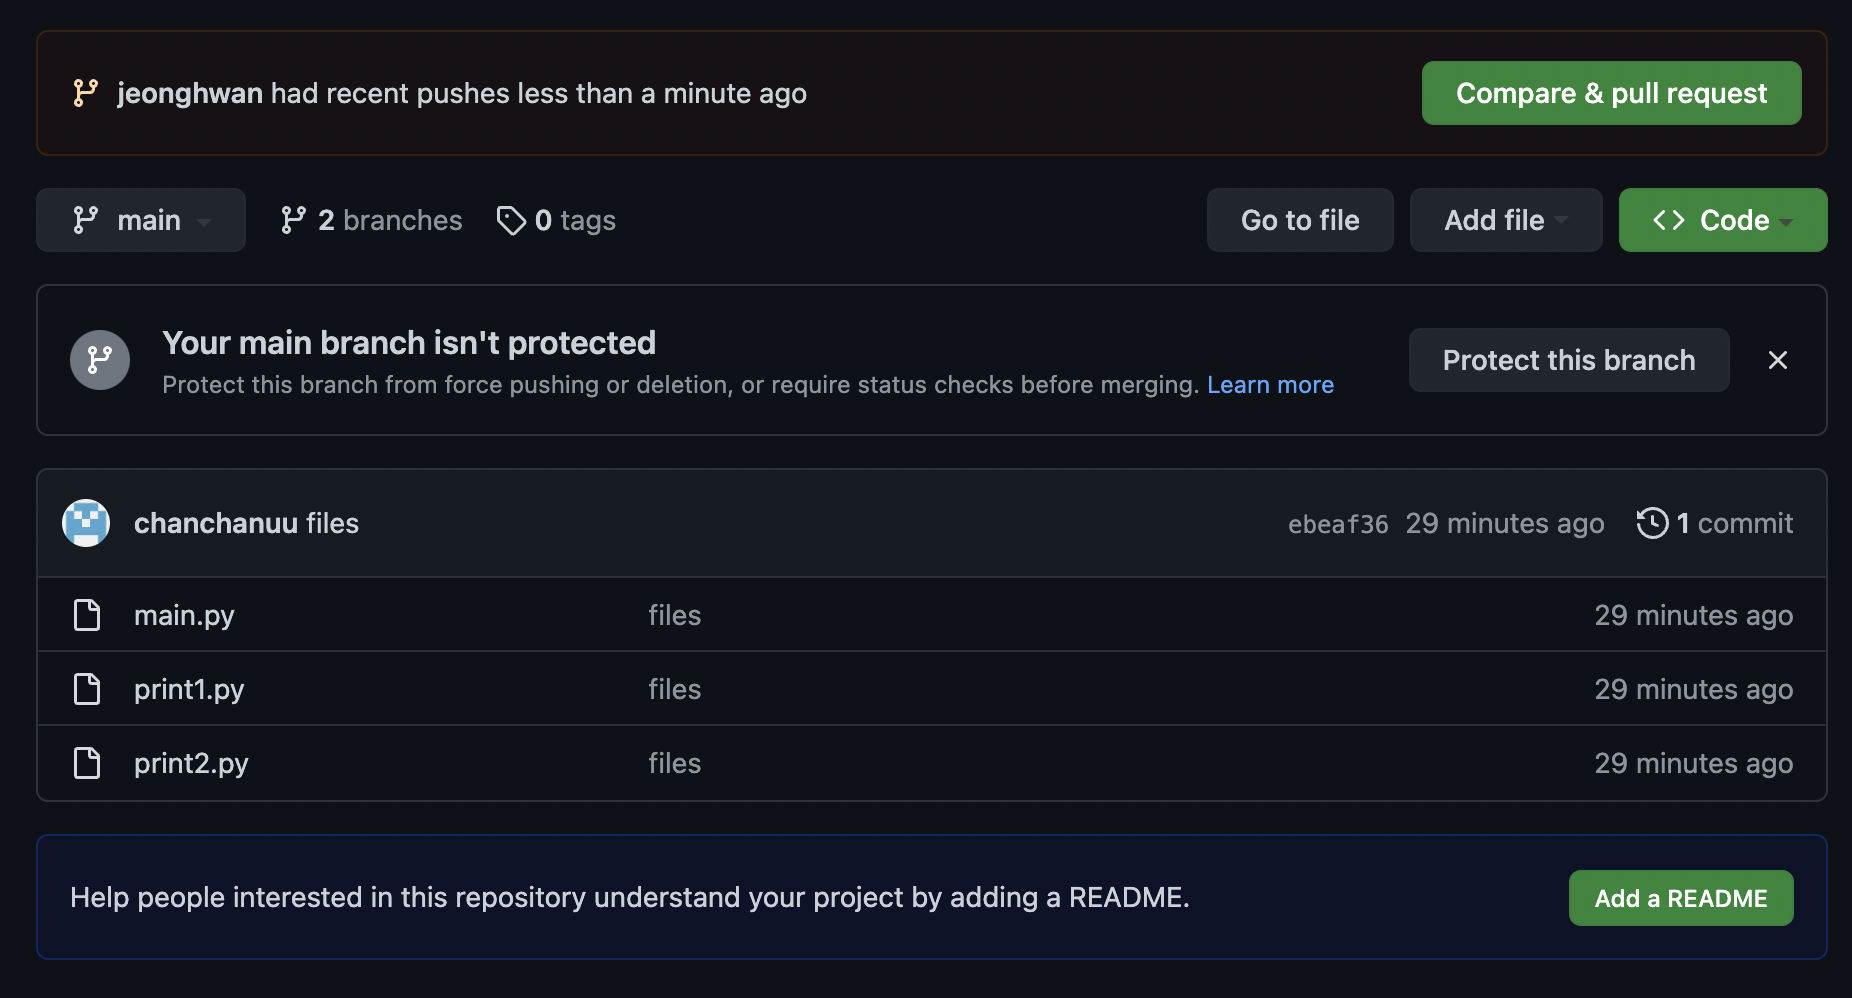 jeonghwan had recent pushes less than a minute ago
Compare & pull request
main
2 branches
0 tags
Go to file
Add file
Code
Your main branch isn't protected
Protect this branch from force pushing or deletion, or require status checks before merging. Learn more
Protect this branch
chanchanuu files
ebeaf36 29 minutes ago
1 commit
main.py files 29 minutes ago
print1.py files 29 minutes ago
print2.py files 29 minutes ago
Help people interested in this repository understand your project by adding a README.
Add a README